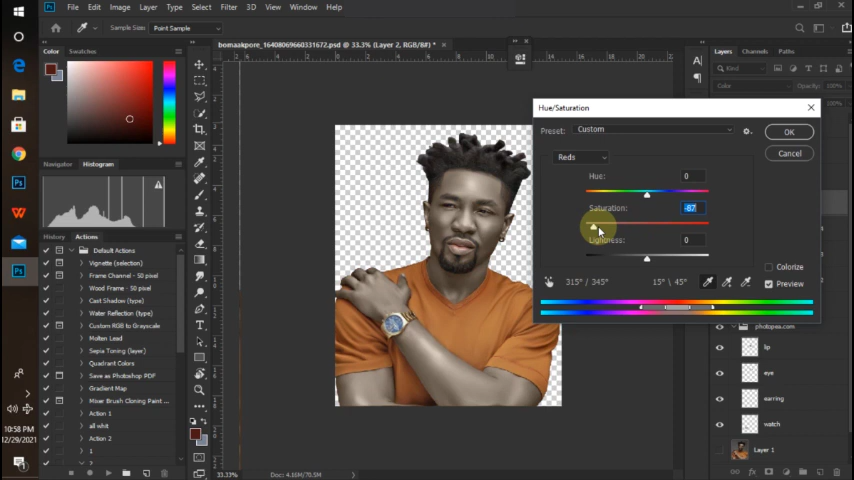 File Edit Image Layer Type Select Filter 3D View Window Help
Sample Size: Point Sample
bomaakpore_16408069660331672.psd @ 33.3% (Layer 2, RGB/8#) * ×
Color Swatches
Navigator Histogram
History Actions
Default Actions
Vignette (selection)
Frame Channel - 50 pixel
Wood Frame - 50 pixel
Cast Shadow (type)
Water Reflection (type)
Custom RGB to Grayscale
Molten Lead
Sepia Toning (layer)
Quadrant Colors
Save as Photoshop PDF
Gradient Map
Mixer Brush Cloning Paint ...
Action 1
all whit
Action 2
1
2
Hue/Saturation
Preset: Custom
OK
Cancel
Reds
Hue: 0
Saturation: -87
Lightness: 0
Colorize
Preview
315°/ 345° 15° \ 45°
Layers Channels Paths
Kind
Color Opacity: 100%
photopea.com
lip
eye
earring
watch
Layer 1
33.33% Doc: 4.16M/70.5M
10:58 PM
12/29/2021